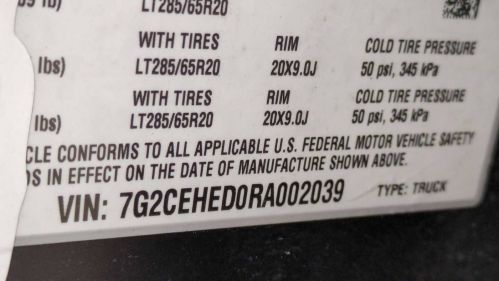 lb)
LT285/65R20
WITH TIRES RIM COLD TIRE PRESSURE
lbs) LT285/65R20 20X9.0J 50 psi, 345 kPa
WITH TIRES RIM COLD TIRE PRESSURE
lbs) LT285/65R20 20X9.0J 50 psi, 345 kPa
CLE CONFORMS TO ALL APPLICABLE U.S. FEDERAL MOTOR VEHICLE SAFETY
DS IN EFFECT ON THE DATE OF MANUFACTURE SHOWN ABOVE.
VIN: 7G2CEHED0RA002039 TYPE: TRUCK